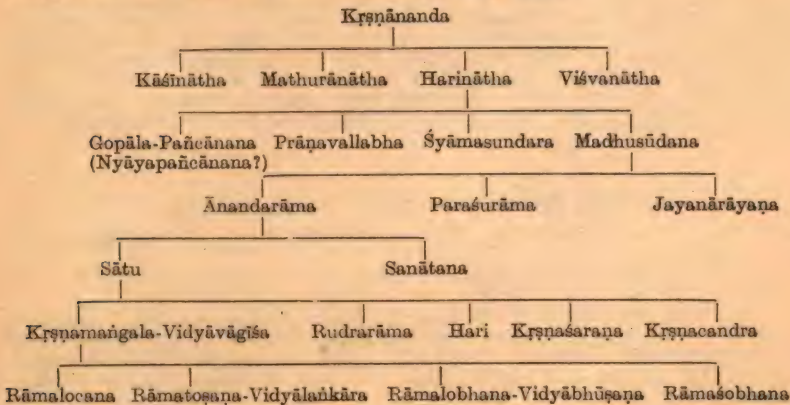 Kṛṣṇānanda
Kāśīnātha Mathurānātha Harinātha Viśvanātha
Gopāla-Pañcānana Prāṇavallabha Śyāmasundara Madhusūdana
(Nyāyapañcānana?)
Ānandarāma Paraśurāma Jayanārāyaṇa
Sātu Sanātana
Kṛṣṇamaṅgala-Vidyāvāgīśa Rudrarāma Hari Kṛṣṇaśaraṇa Kṛṣṇacandra
Rāmalocana Rāmatoṣaṇa-Vidyālaṅkāra Rāmalobhana-Vidyābhūṣaṇa Rāmaśobhana